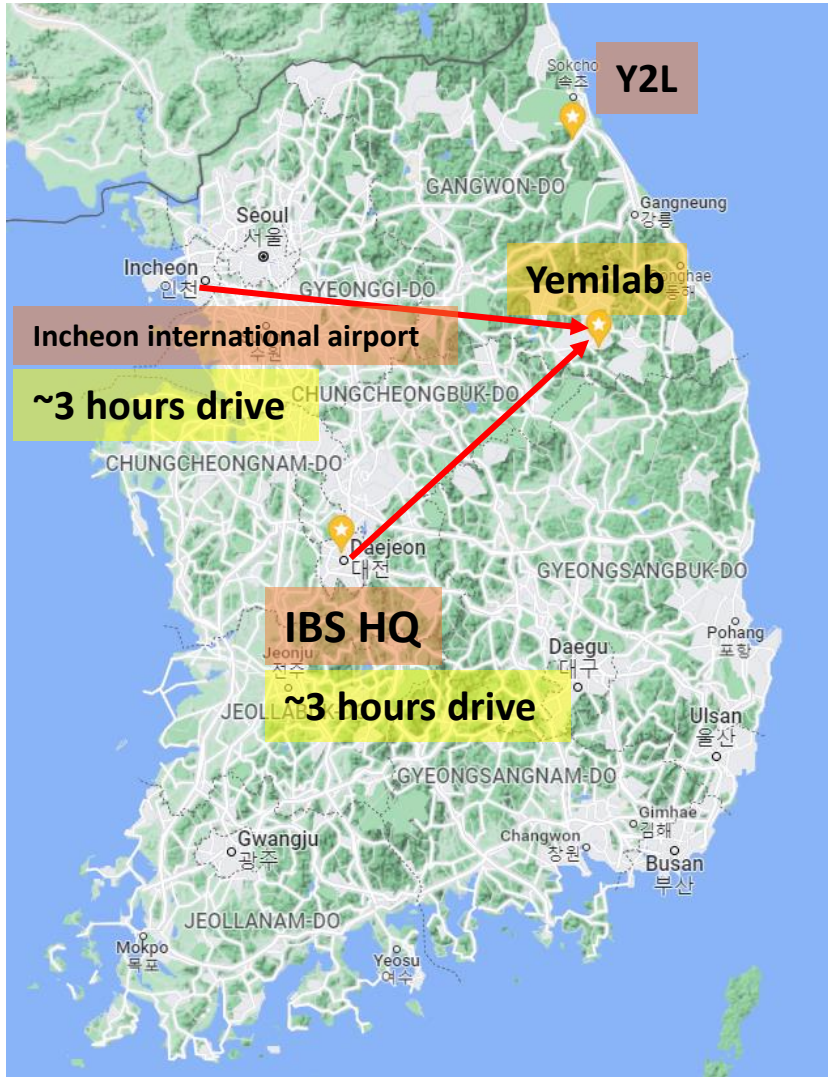 Sokcho
속초
Y2L
GANGWON-DO
Gangneung
강릉
Seoul
서울
Yemilab
Incheon
인천
GYEONGGI-DO
Incheon international airport
~3 hours drive
CHUNGCHEONGBUK-DO
CHUNGCHEONGNAM-DO
Daejeon
대전
GYEONGSANGBUK-DO
IBS HQ
Pohang
포항
Daegu
대구
Jeonju
전주
~3 hours drive
Ulsan
울산
GYEONGSANGNAM-DO
Gimhae
김해
Changwon
창원
Busan
부산
Gwangju
광주
JEOLLANAM-DO
Mokpo
목포
Yeosu
여수